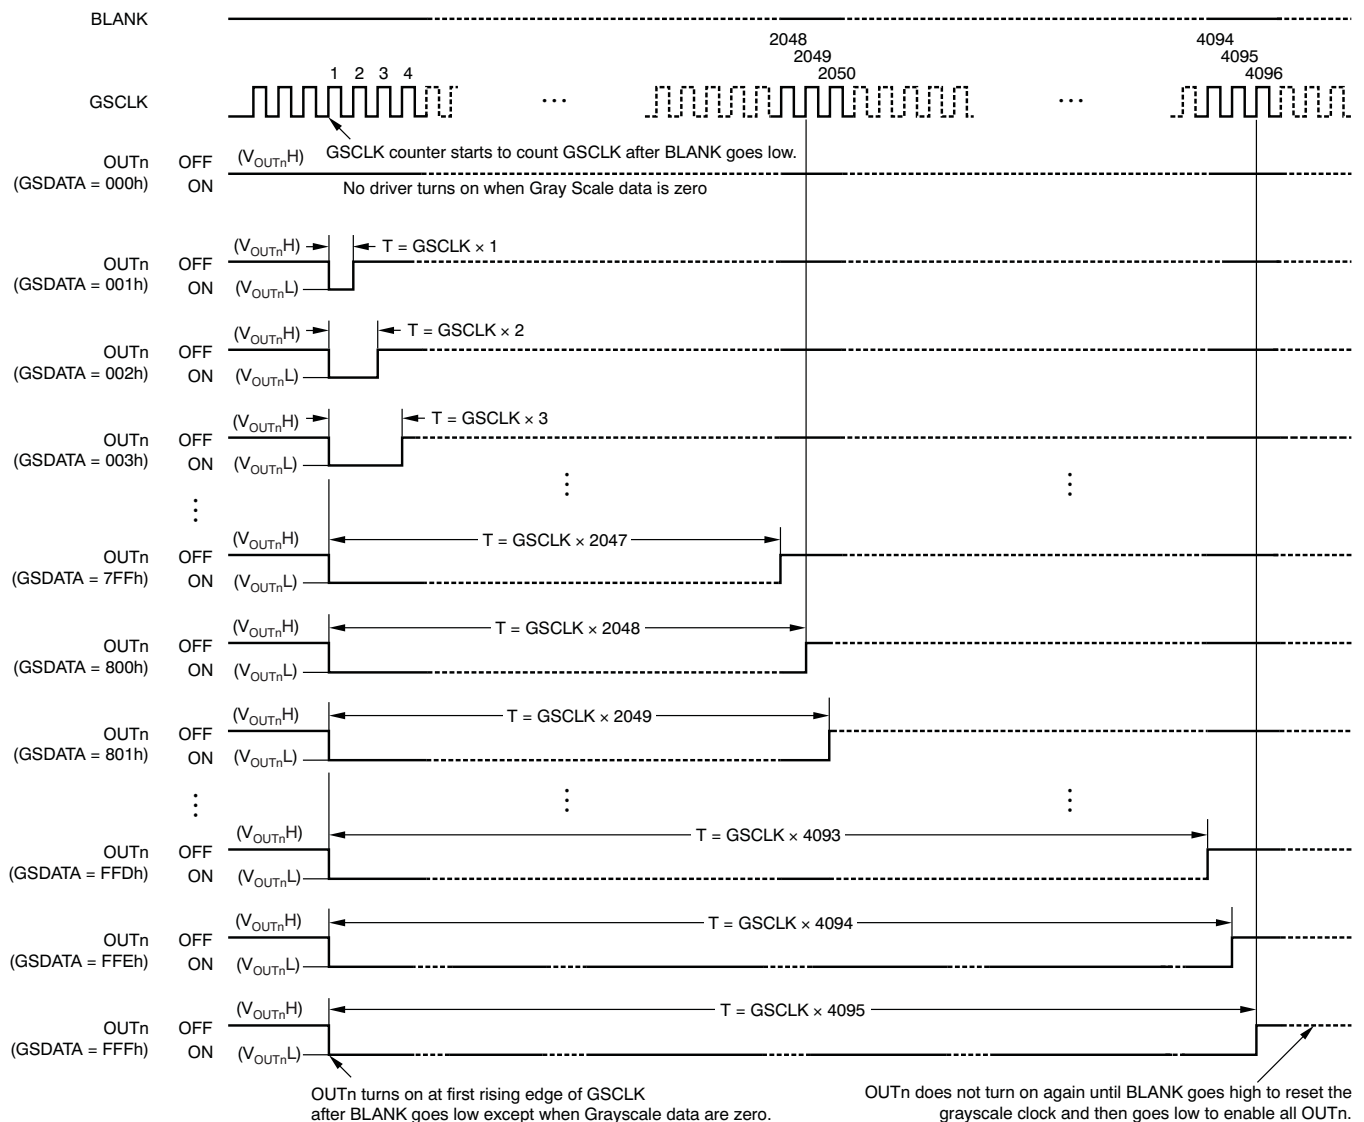 BLANK
2048
2049
2050
4094
4095
4096
1 2 3 4
GSCLK
...
...
GSCLK counter starts to count GSCLK after BLANK goes low.
OUTn
(GSDATA = 000h)
OFF
ON
(VOUTnH)
No driver turns on when Gray Scale data is zero
OUTn
(GSDATA = 001h)
OFF
ON
(VOUTnH)
(VOUTnL)
T = GSCLK × 1
OUTn
(GSDATA = 002h)
OFF
ON
(VOUTnH)
(VOUTnL)
T = GSCLK × 2
OUTn
(GSDATA = 003h)
OFF
ON
(VOUTnH)
(VOUTnL)
T = GSCLK × 3
OUTn
(GSDATA = 7FFh)
OFF
ON
(VOUTnH)
(VOUTnL)
T = GSCLK × 2047
OUTn
(GSDATA = 800h)
OFF
ON
(VOUTnH)
(VOUTnL)
T = GSCLK × 2048
OUTn
(GSDATA = 801h)
OFF
ON
(VOUTnH)
(VOUTnL)
T = GSCLK × 2049
OUTn
(GSDATA = FFDh)
OFF
ON
(VOUTnH)
(VOUTnL)
T = GSCLK × 4093
OUTn
(GSDATA = FFEh)
OFF
ON
(VOUTnH)
(VOUTnL)
T = GSCLK × 4094
OUTn
(GSDATA = FFFh)
OFF
ON
(VOUTnH)
(VOUTnL)
T = GSCLK × 4095
OUTn turns on at first rising edge of GSCLK
after BLANK goes low except when Grayscale data are zero.
OUTn does not turn on again until BLANK goes high to reset the
grayscale clock and then goes low to enable all OUTn.